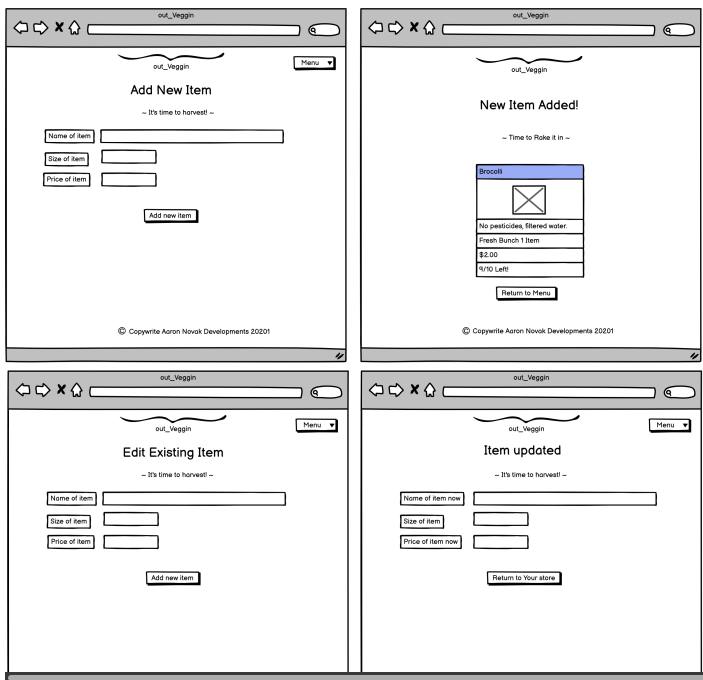 out_Veggin
out_Veggin
Menu
Add New Item
~ It's time to harvest! ~
Name of item
Size of item
Price of item
Add new item
© Copywrite Aaron Novak Developments 20201
out_Veggin
out_Veggin
New Item Added!
~ Time to Rake it in ~
Brocolli
No pesticides, filtered water.
Fresh Bunch 1 Item
$2.00
9/10 Left!
Return to Menu
© Copywrite Aaron Novak Developments 20201
out_Veggin
out_Veggin
Menu
Edit Existing Item
~ It's time to harvest! ~
Name of item
Size of item
Price of item
Add new item
out_Veggin
out_Veggin
Menu
Item updated
~ It's time to harvest! ~
Name of item now
Size of item
Price of item now
Return to Your store